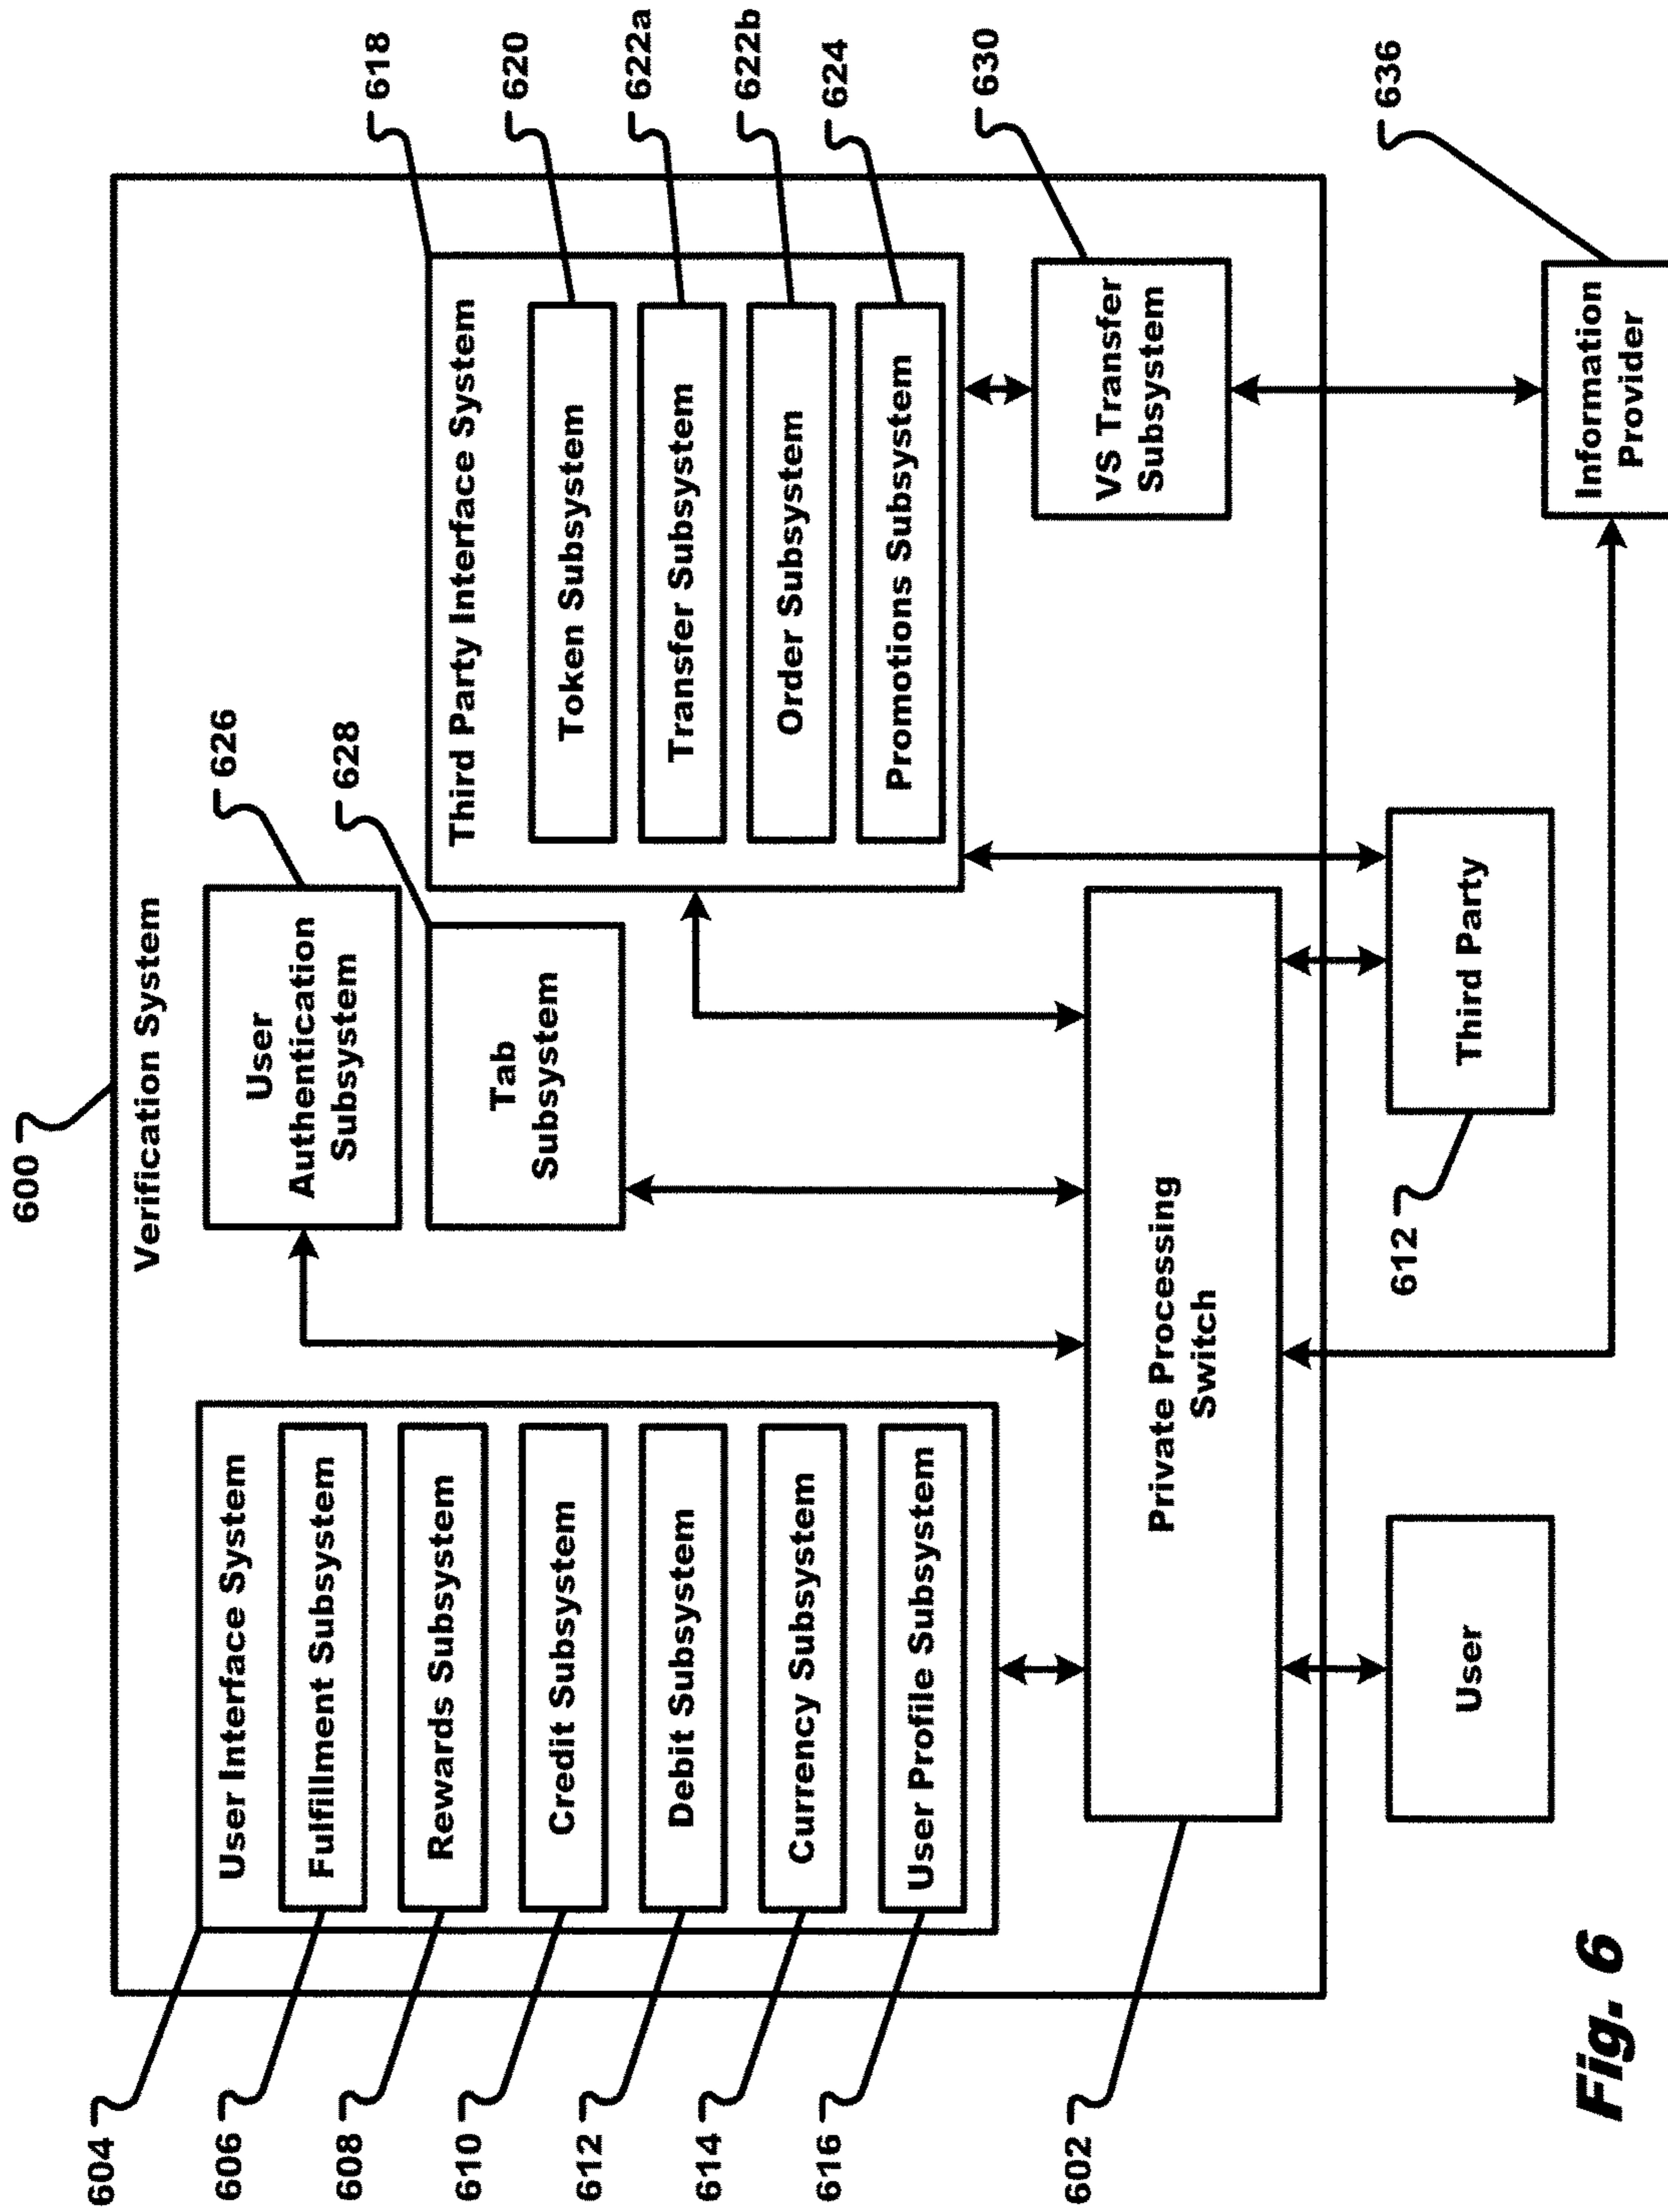 600
Verification System
604
User Interface System
606
Fulfillment Subsystem
608
Rewards Subsystem
610
Credit Subsystem
612
Debit Subsystem
614
Currency Subsystem
616
User Profile Subsystem
626
User
Authentication
Subsystem
628
Tab
Subsystem
618
Third Party Interface System
620
Token Subsystem
622a
Transfer Subsystem
622b
Order Subsystem
624
Promotions Subsystem
630
VS Transfer
Subsystem
602
Private Processing
Switch
User
612
Third Party
636
Information
Provider
Fig. 6